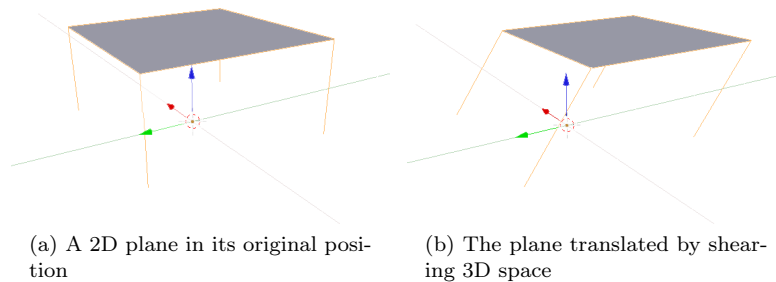 (a) A 2D plane in its original posi-
tion
(b) The plane translated by shear-
ing 3D space